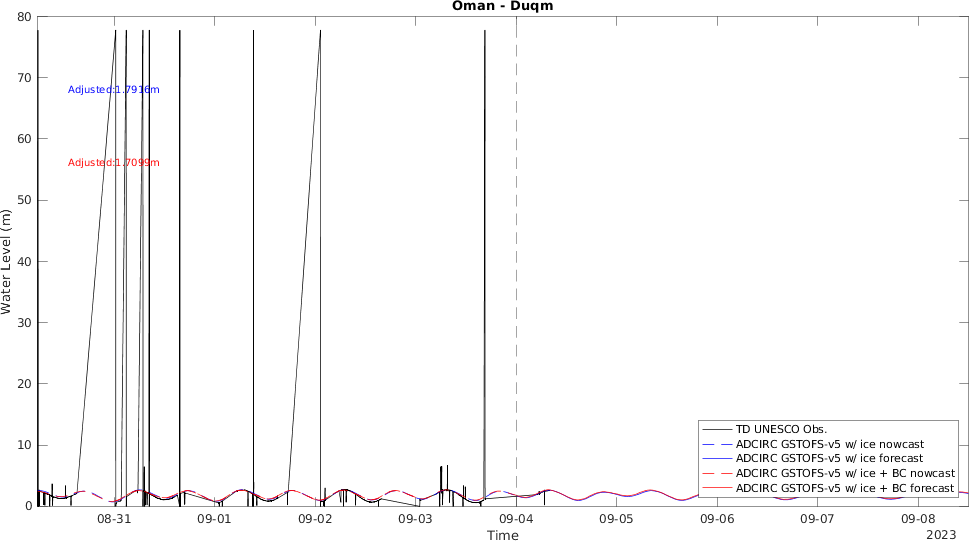 Oman - Duqm
80
70
60
50
40
30
20
10
0
Water Level (m)
Adjusted:1.7916m
Adjusted:1.7099m
TD UNESCO Obs.
ADCIRC GSTOFS-v5 w/ ice nowcast
ADCIRC GSTOFS-v5 w/ ice forecast
ADCIRC GSTOFS-v5 w/ ice + BC nowcast
ADCIRC GSTOFS-v5 w/ ice + BC forecast
08-31
09-01
09-02
09-03
09-04
09-05
09-06
09-07
09-08
Time
2023